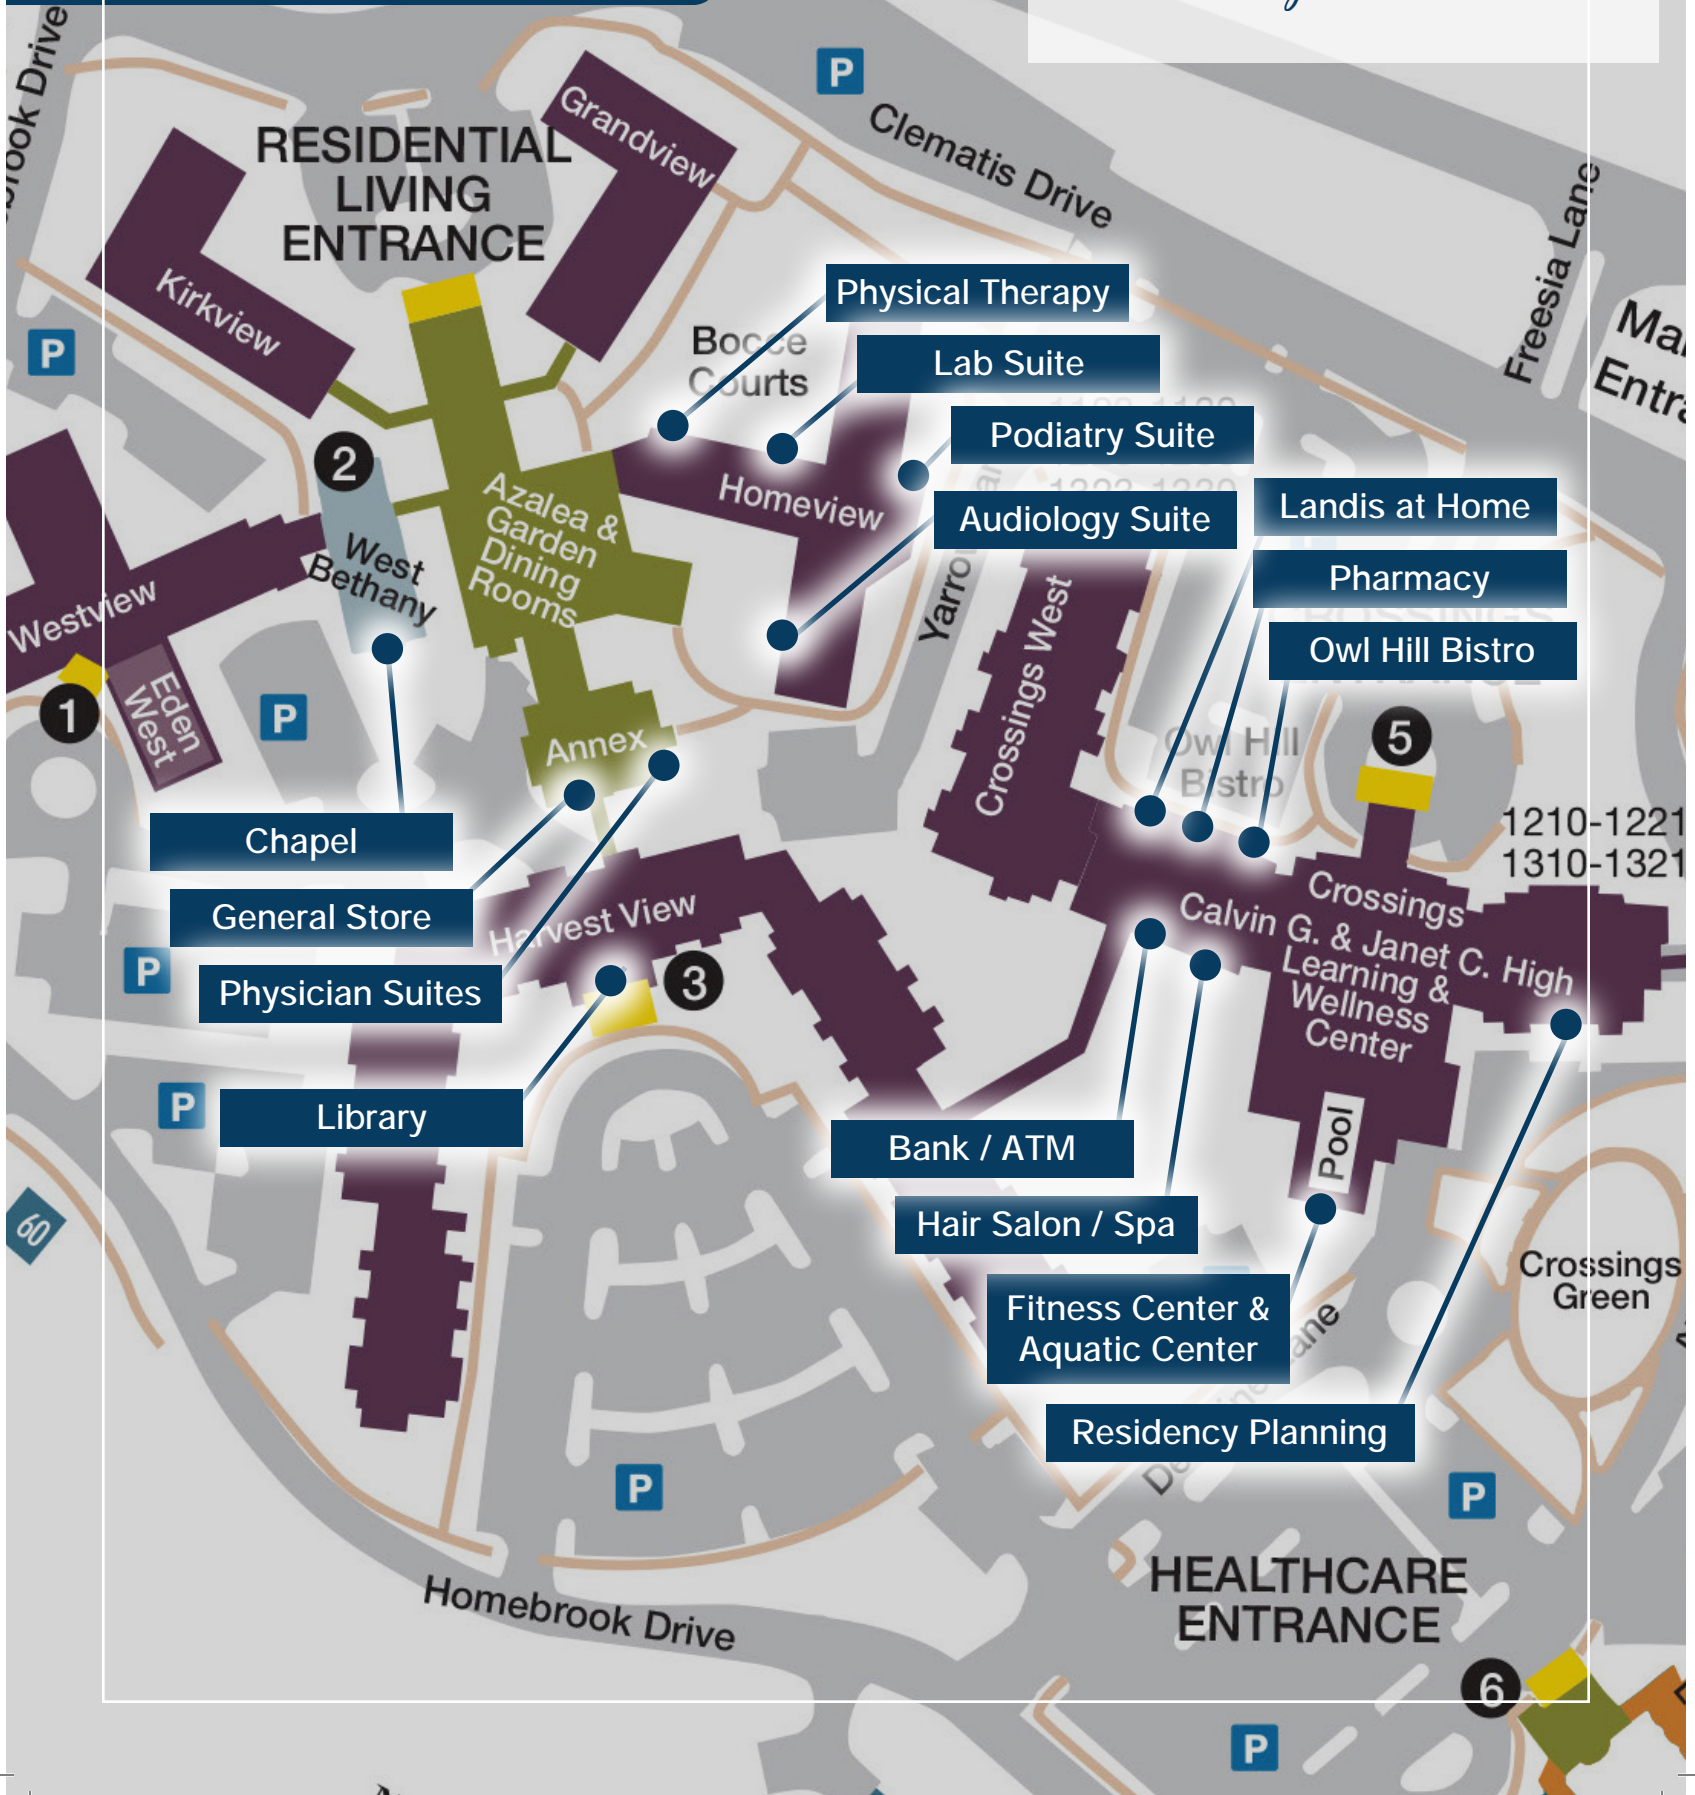 brook Drive
P
Clematis Drive
Grandview
RESIDENTIAL
LIVING
ENTRANCE
Freesia Lane
Kirkview
Physical Therapy
P
Bocce
Courts
Lab Suite
Podiatry Suite
2
Azalea &
Garden
Dining
Rooms
Homeview
Audiology Suite
Landis at Home
West
Bethany
Westview
Pharmacy
Crossings West
Owl Hill Bistro
1
Eden
West
P
Annex
Owl Hill
Bistro
5
1210-1221
1310-1321
Chapel
General Store
Harvest View
Crossings
Calvin G. & Janet C. High
Learning &
Wellness
Center
P
Physician Suites
3
P
Library
Pool
Bank / ATM
60
Hair Salon / Spa
Crossings
Green
Fitness Center &
Aquatic Center
Residency Planning
P
P
HEALTHCARE
ENTRANCE
Homebrook Drive
6
P